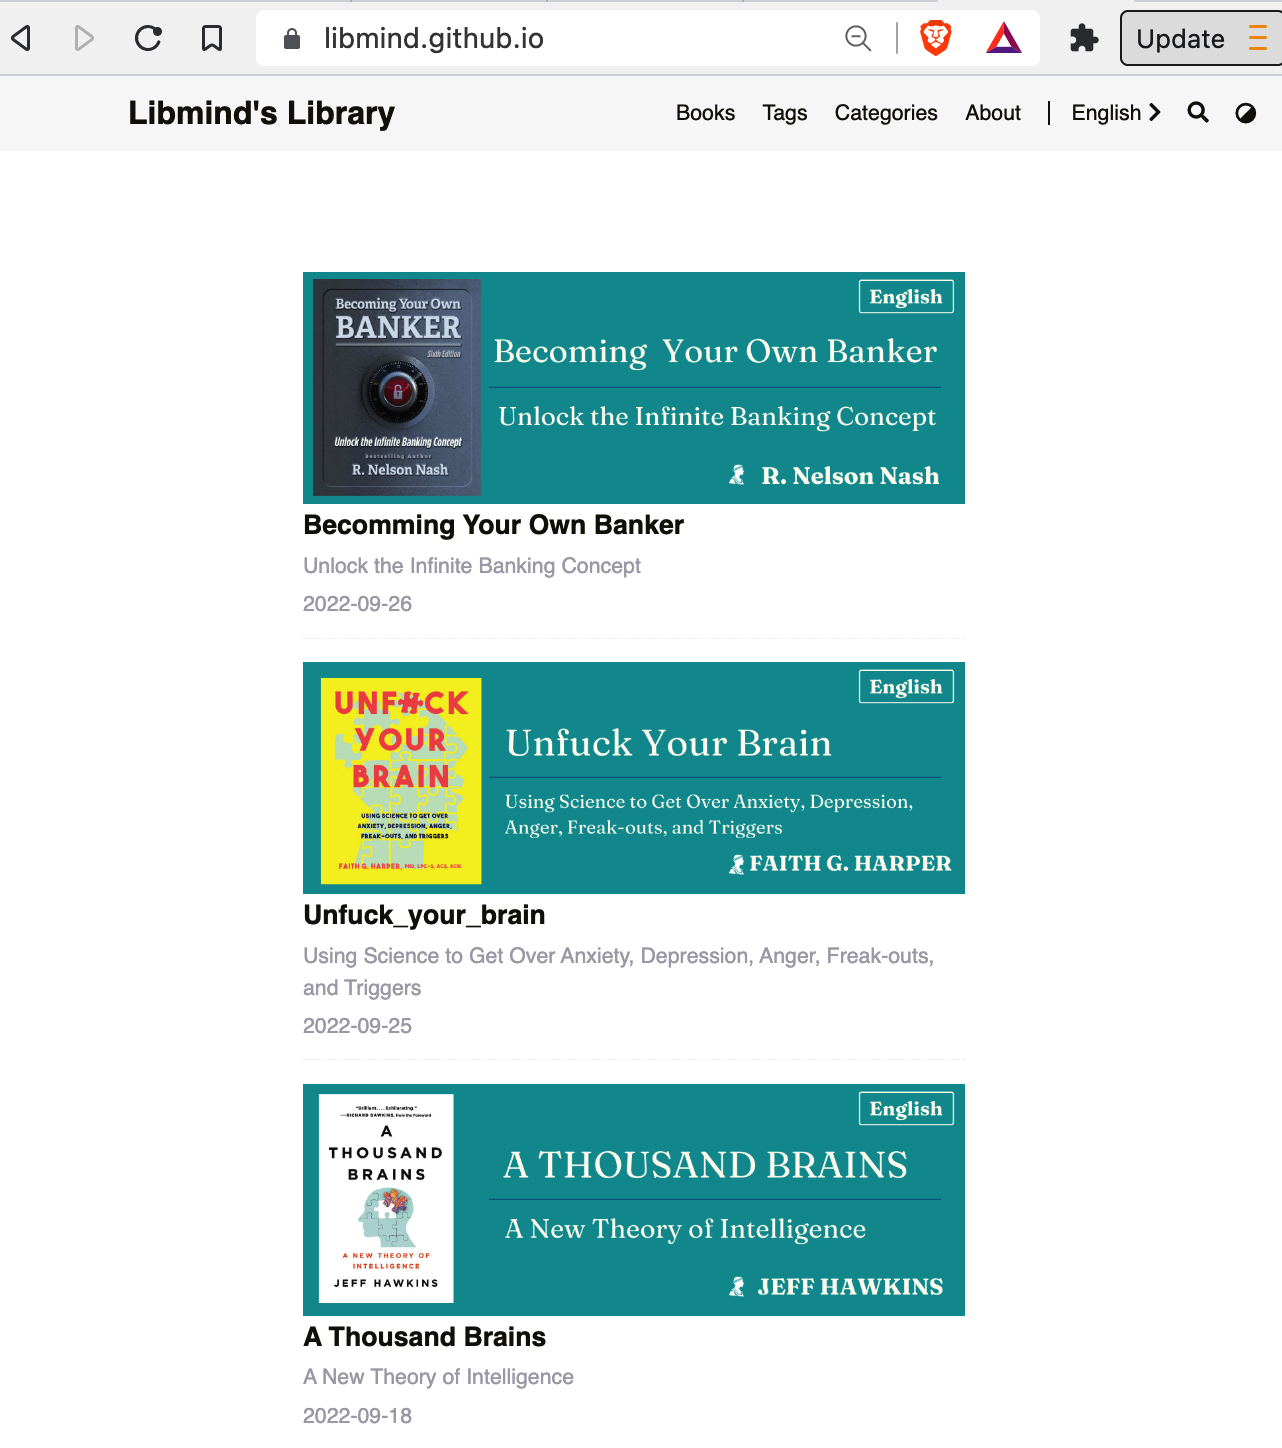 libmind.github.io
Update
Libmind's Library
Books Tags Categories About | English
English
Becoming Your Own
BANKER
Sixth Edition
Unlock the Infinite Banking Concept
Bestselling Author
R. Nelson Nash
Becoming Your Own Banker
Unlock the Infinite Banking Concept
R. Nelson Nash
Becomming Your Own Banker
Unlock the Infinite Banking Concept
2022-09-26
English
UNF#CK
YOUR
BRAIN
USING SCIENCE TO GET OVER
ANXIETY, DEPRESSION, ANGER,
FREAK-OUTS, AND TRIGGERS
FAITH G. HARPER, PHD, LPC-S, ACS, ACN
Unfuck Your Brain
Using Science to Get Over Anxiety, Depression,
Anger, Freak-outs, and Triggers
FAITH G. HARPER
Unfuck_your_brain
Using Science to Get Over Anxiety, Depression, Anger, Freak-outs,
and Triggers
2022-09-25
English
"Brilliant.... Exhilarating."
—RICHARD DAWKINS, from the Foreword
A
THOUSAND
BRAINS
A NEW THEORY OF
INTELLIGENCE
JEFF HAWKINS
A THOUSAND BRAINS
A New Theory of Intelligence
JEFF HAWKINS
A Thousand Brains
A New Theory of Intelligence
2022-09-18